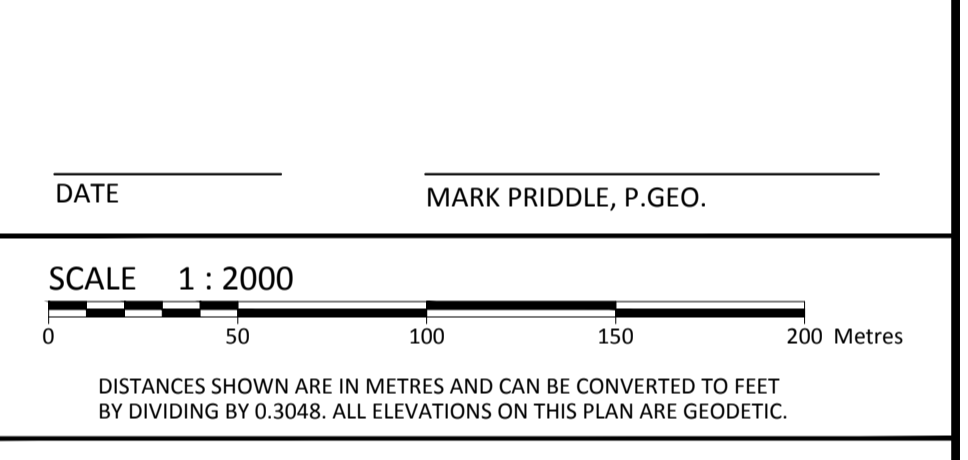 DATE
MARK PRIDDLE, P.GEO.
SCALE 1 : 2000
0 50 100 150 200 Metres
DISTANCES SHOWN ARE IN METRES AND CAN BE CONVERTED TO FEET
BY DIVIDING BY 0.3048. ALL ELEVATIONS ON THIS PLAN ARE GEODETIC.